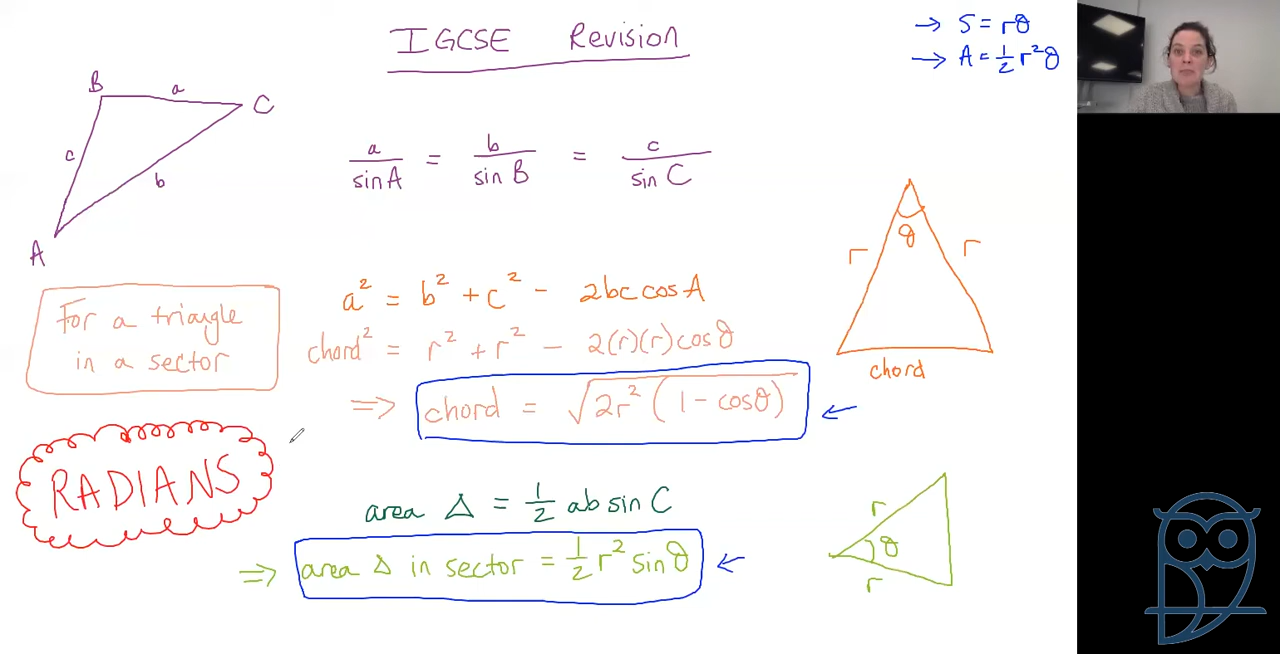 IGCSE Revision
→ S = rθ
→ A = ½ r²θ
B a C
c b
A
a/sinA = b/sin B = c/sin C
θ
r r
chord
a² = b² + c² - 2bc cos A
For a triangle
in a sector
chord² = r² + r² - 2(r)(r) cos θ
⇒ chord = √2r² (1 - cosθ) ←
RADIANS
area △ = ½ ab sin C
⇒ area △ in sector = ½ r² sin θ ←
r
θ
r